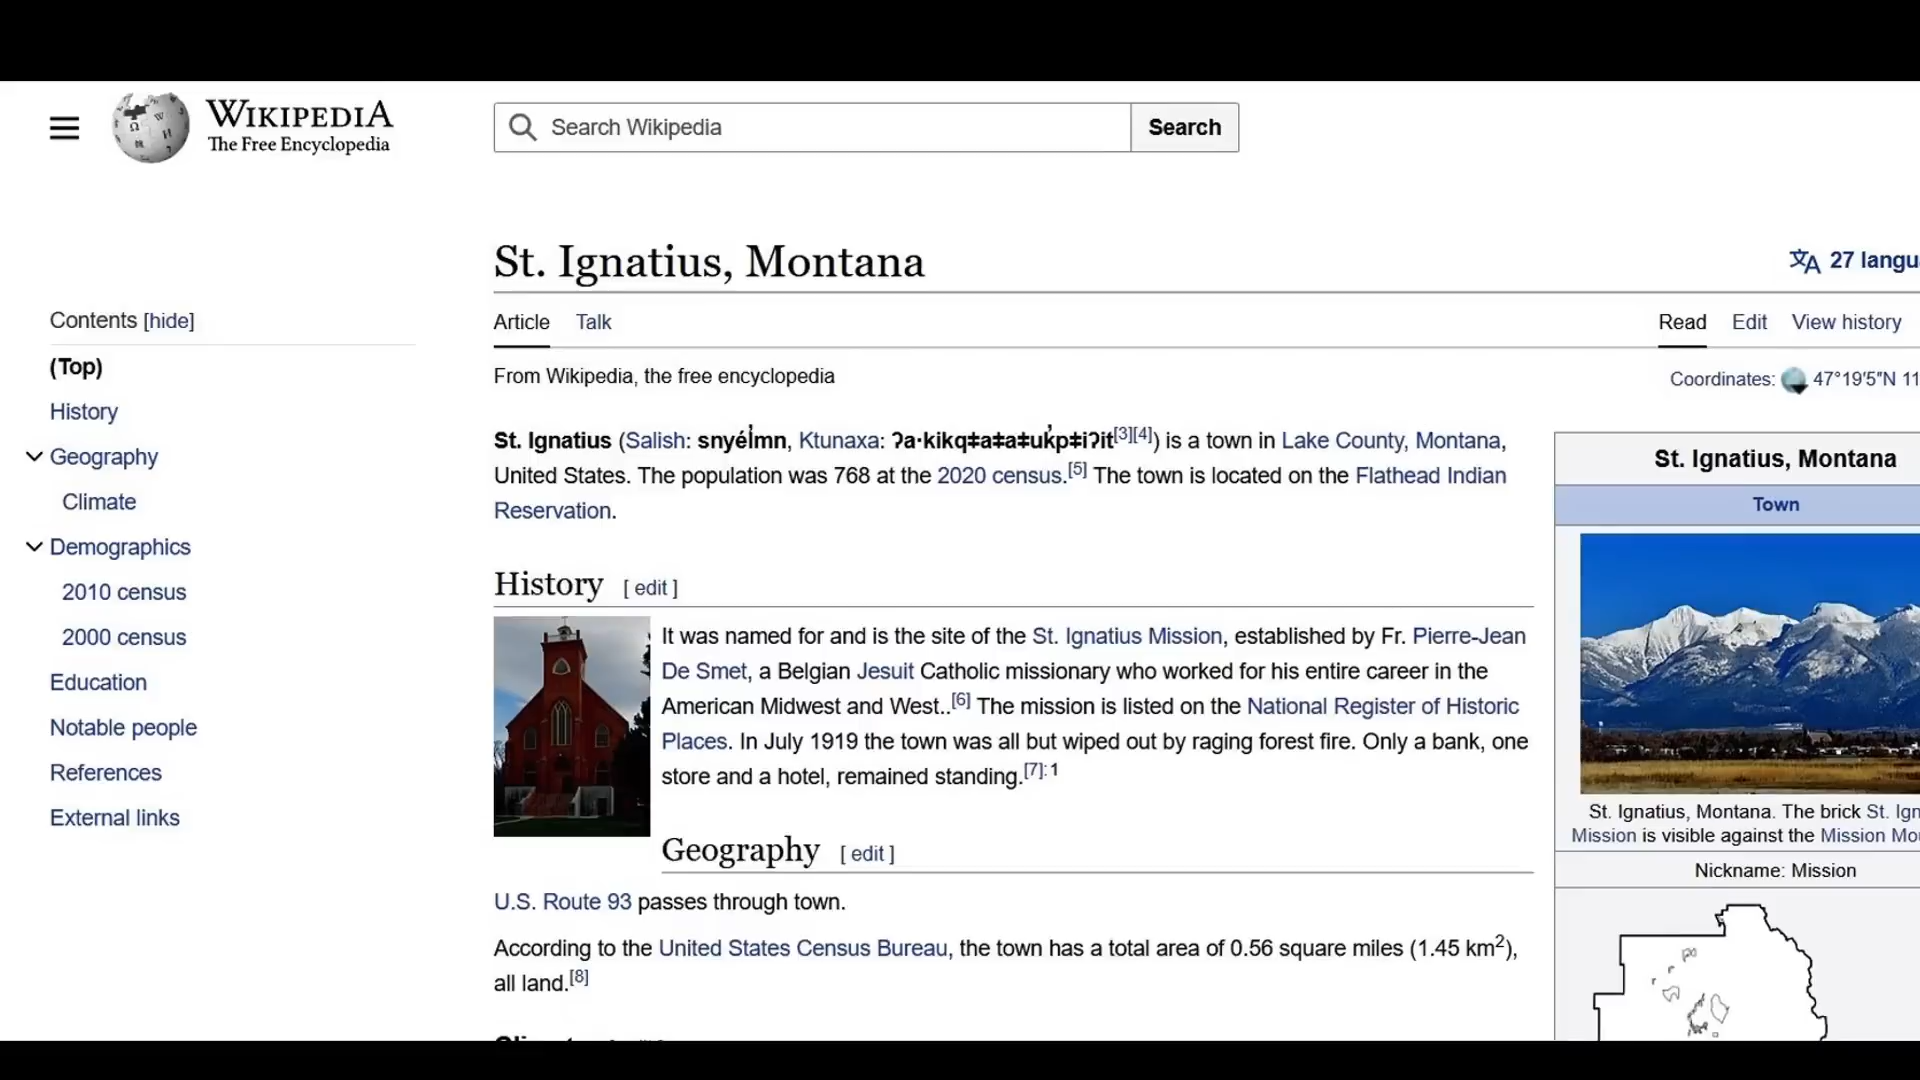 WIKIPEDIA
The Free Encyclopedia
Search Wikipedia
Search
St. Ignatius, Montana
27 langu
Contents [hide]
(Top)
History
Geography
Climate
Demographics
2010 census
2000 census
Education
Notable people
References
External links
Article Talk
Read Edit View history
From Wikipedia, the free encyclopedia
Coordinates: 47°19′5″N 11
St. Ignatius (Salish: snyél̓mn, Ktunaxa: ʔa·kikqǂaǂaǂuk̓pǂiʔit[3][4]) is a town in Lake County, Montana,
United States. The population was 768 at the 2020 census.[5] The town is located on the Flathead Indian
Reservation.
History [ edit ]
It was named for and is the site of the St. Ignatius Mission, established by Fr. Pierre-Jean
De Smet, a Belgian Jesuit Catholic missionary who worked for his entire career in the
American Midwest and West..[6] The mission is listed on the National Register of Historic
Places. In July 1919 the town was all but wiped out by raging forest fire. Only a bank, one
store and a hotel, remained standing.[7]: 1
Geography [ edit ]
U.S. Route 93 passes through town.
According to the United States Census Bureau, the town has a total area of 0.56 square miles (1.45 km2),
all land.[8]
St. Ignatius, Montana
Town
St. Ignatius, Montana. The brick St. Ign
Mission is visible against the Mission Mo
Nickname: Mission